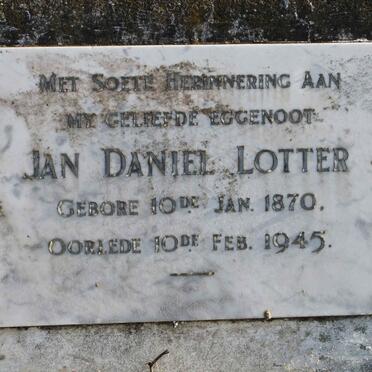 Met Soete Herinnering Aan
my geliefde eggenoot
Jan Daniel Lotter
Gebore 10de Jan. 1870.
Oorlede 10de Feb. 1945.